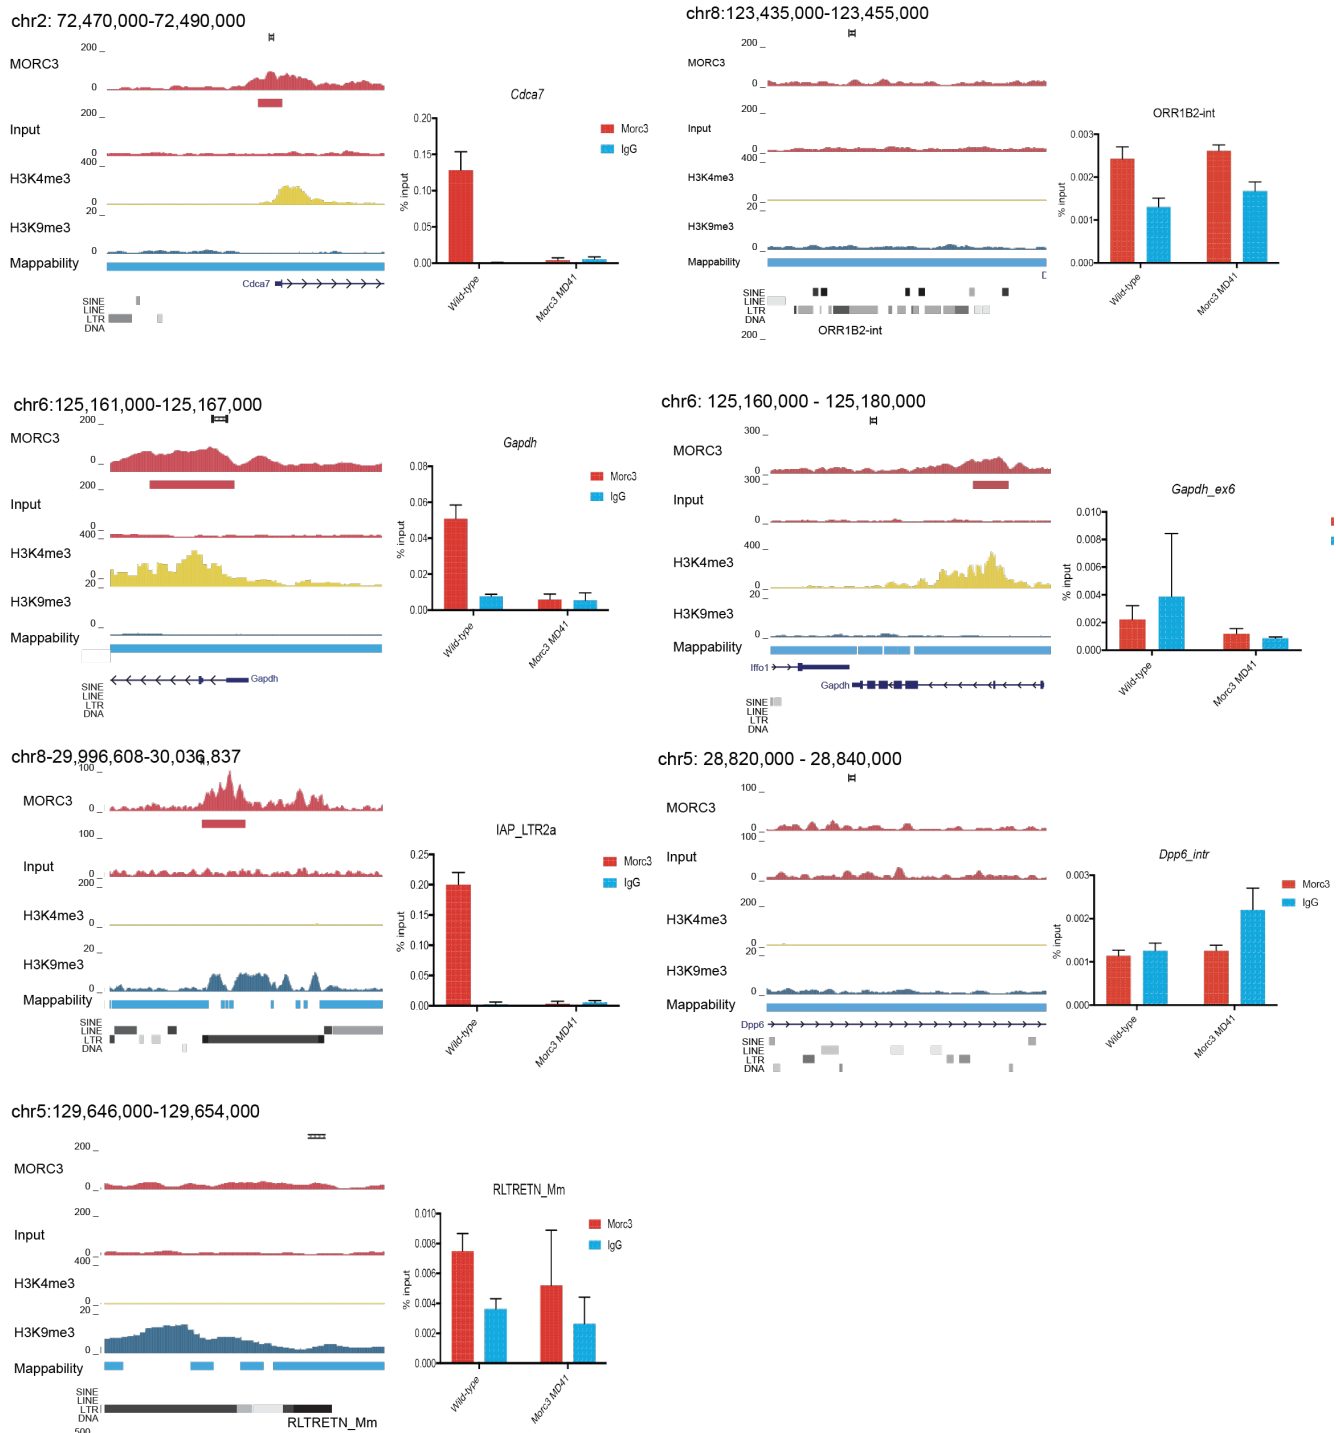 chr2: 72,470,000-72,490,000
200
MORC3
0
200
Input
0
400
H3K4me3
0
20
H3K9me3
0
Mappability
Cdca7
SINE
LINE
LTR
DNA
Cdca7
0.20
0.15
0.10
0.05
0.00
% input
Morc3
IgG
Wild-type
Morc3 MD41
chr8:123,435,000-123,455,000
200
MORC3
0
200
Input
0
400
H3K4me3
0
20
H3K9me3
0
Mappability
SINE
LINE
LTR
DNA
ORR1B2-int
200
ORR1B2-int
0.003
0.002
0.001
0.000
% input
Wild-type
Morc3 MD41
chr6:125,161,000-125,167,000
200
MORC3
0
200
Input
0
400
H3K4me3
20
H3K9me3
0
Mappability
Gapdh
SINE
LINE
LTR
DNA
Gapdh
0.08
0.06
0.04
0.02
0.00
% input
Morc3
IgG
Wild-type
Morc3 MD41
chr6: 125,160,000 - 125,180,000
300
MORC3
0
300
Input
0
400
H3K4me3
0
20
H3K9me3
0
Mappability
Iffo1
Gapdh
SINE
LINE
LTR
DNA
Gapdh_ex6
0.010
0.008
0.006
0.004
0.002
0.000
% input
Wild-type
Morc3 MD41
chr8-29,996,608-30,036,837
100
MORC3
0
100
Input
0
200
H3K4me3
0
20
H3K9me3
0
Mappability
SINE
LINE
LTR
DNA
IAP_LTR2a
0.25
0.20
0.15
0.10
0.05
0.00
% input
Morc3
IgG
Wild-type
Morc3 MD41
chr5: 28,820,000 - 28,840,000
100
MORC3
0
100
Input
0
200
H3K4me3
0
20
H3K9me3
0
Mappability
Dpp6
SINE
LINE
LTR
DNA
Dpp6_intr
0.003
0.002
0.001
0.000
% input
Morc3
IgG
Wild-type
Morc3 MD41
chr5:129,646,000-129,654,000
200
MORC3
0
200
Input
0
400
H3K4me3
0
20
H3K9me3
0
Mappability
SINE
LINE
LTR
DNA
RLTRETN_Mm
500
RLTRETN_Mm
0.010
0.008
0.006
0.004
0.002
0.000
% input
Morc3
IgG
Wild-type
Morc3 MD41